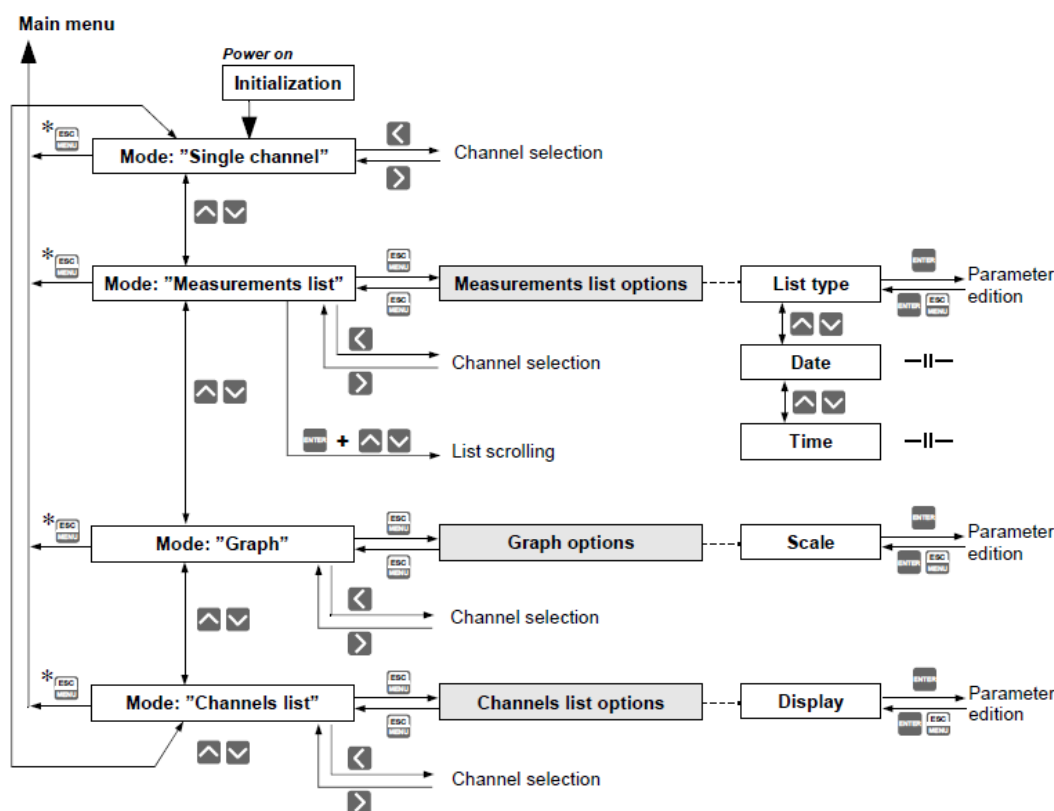 Main menu
Power on
Initialization
*
ESC
MENU
Mode: ”Single channel”
Channel selection
*
ESC
MENU
Mode: ”Measurements list”
ESC
MENU
ESC
MENU
Measurements list options
List type
ENTER
ENTER
ESC
MENU
Parameter
edition
Channel selection
Date
—II—
ENTER +
List scrolling
Time
—II—
*
ESC
MENU
Mode: ”Graph”
ESC
MENU
ESC
MENU
Graph options
Scale
ENTER
ENTER
ESC
MENU
Parameter
edition
Channel selection
*
ESC
MENU
Mode: ”Channels list”
ESC
MENU
ESC
MENU
Channels list options
Display
ENTER
ENTER
ESC
MENU
Parameter
edition
Channel selection